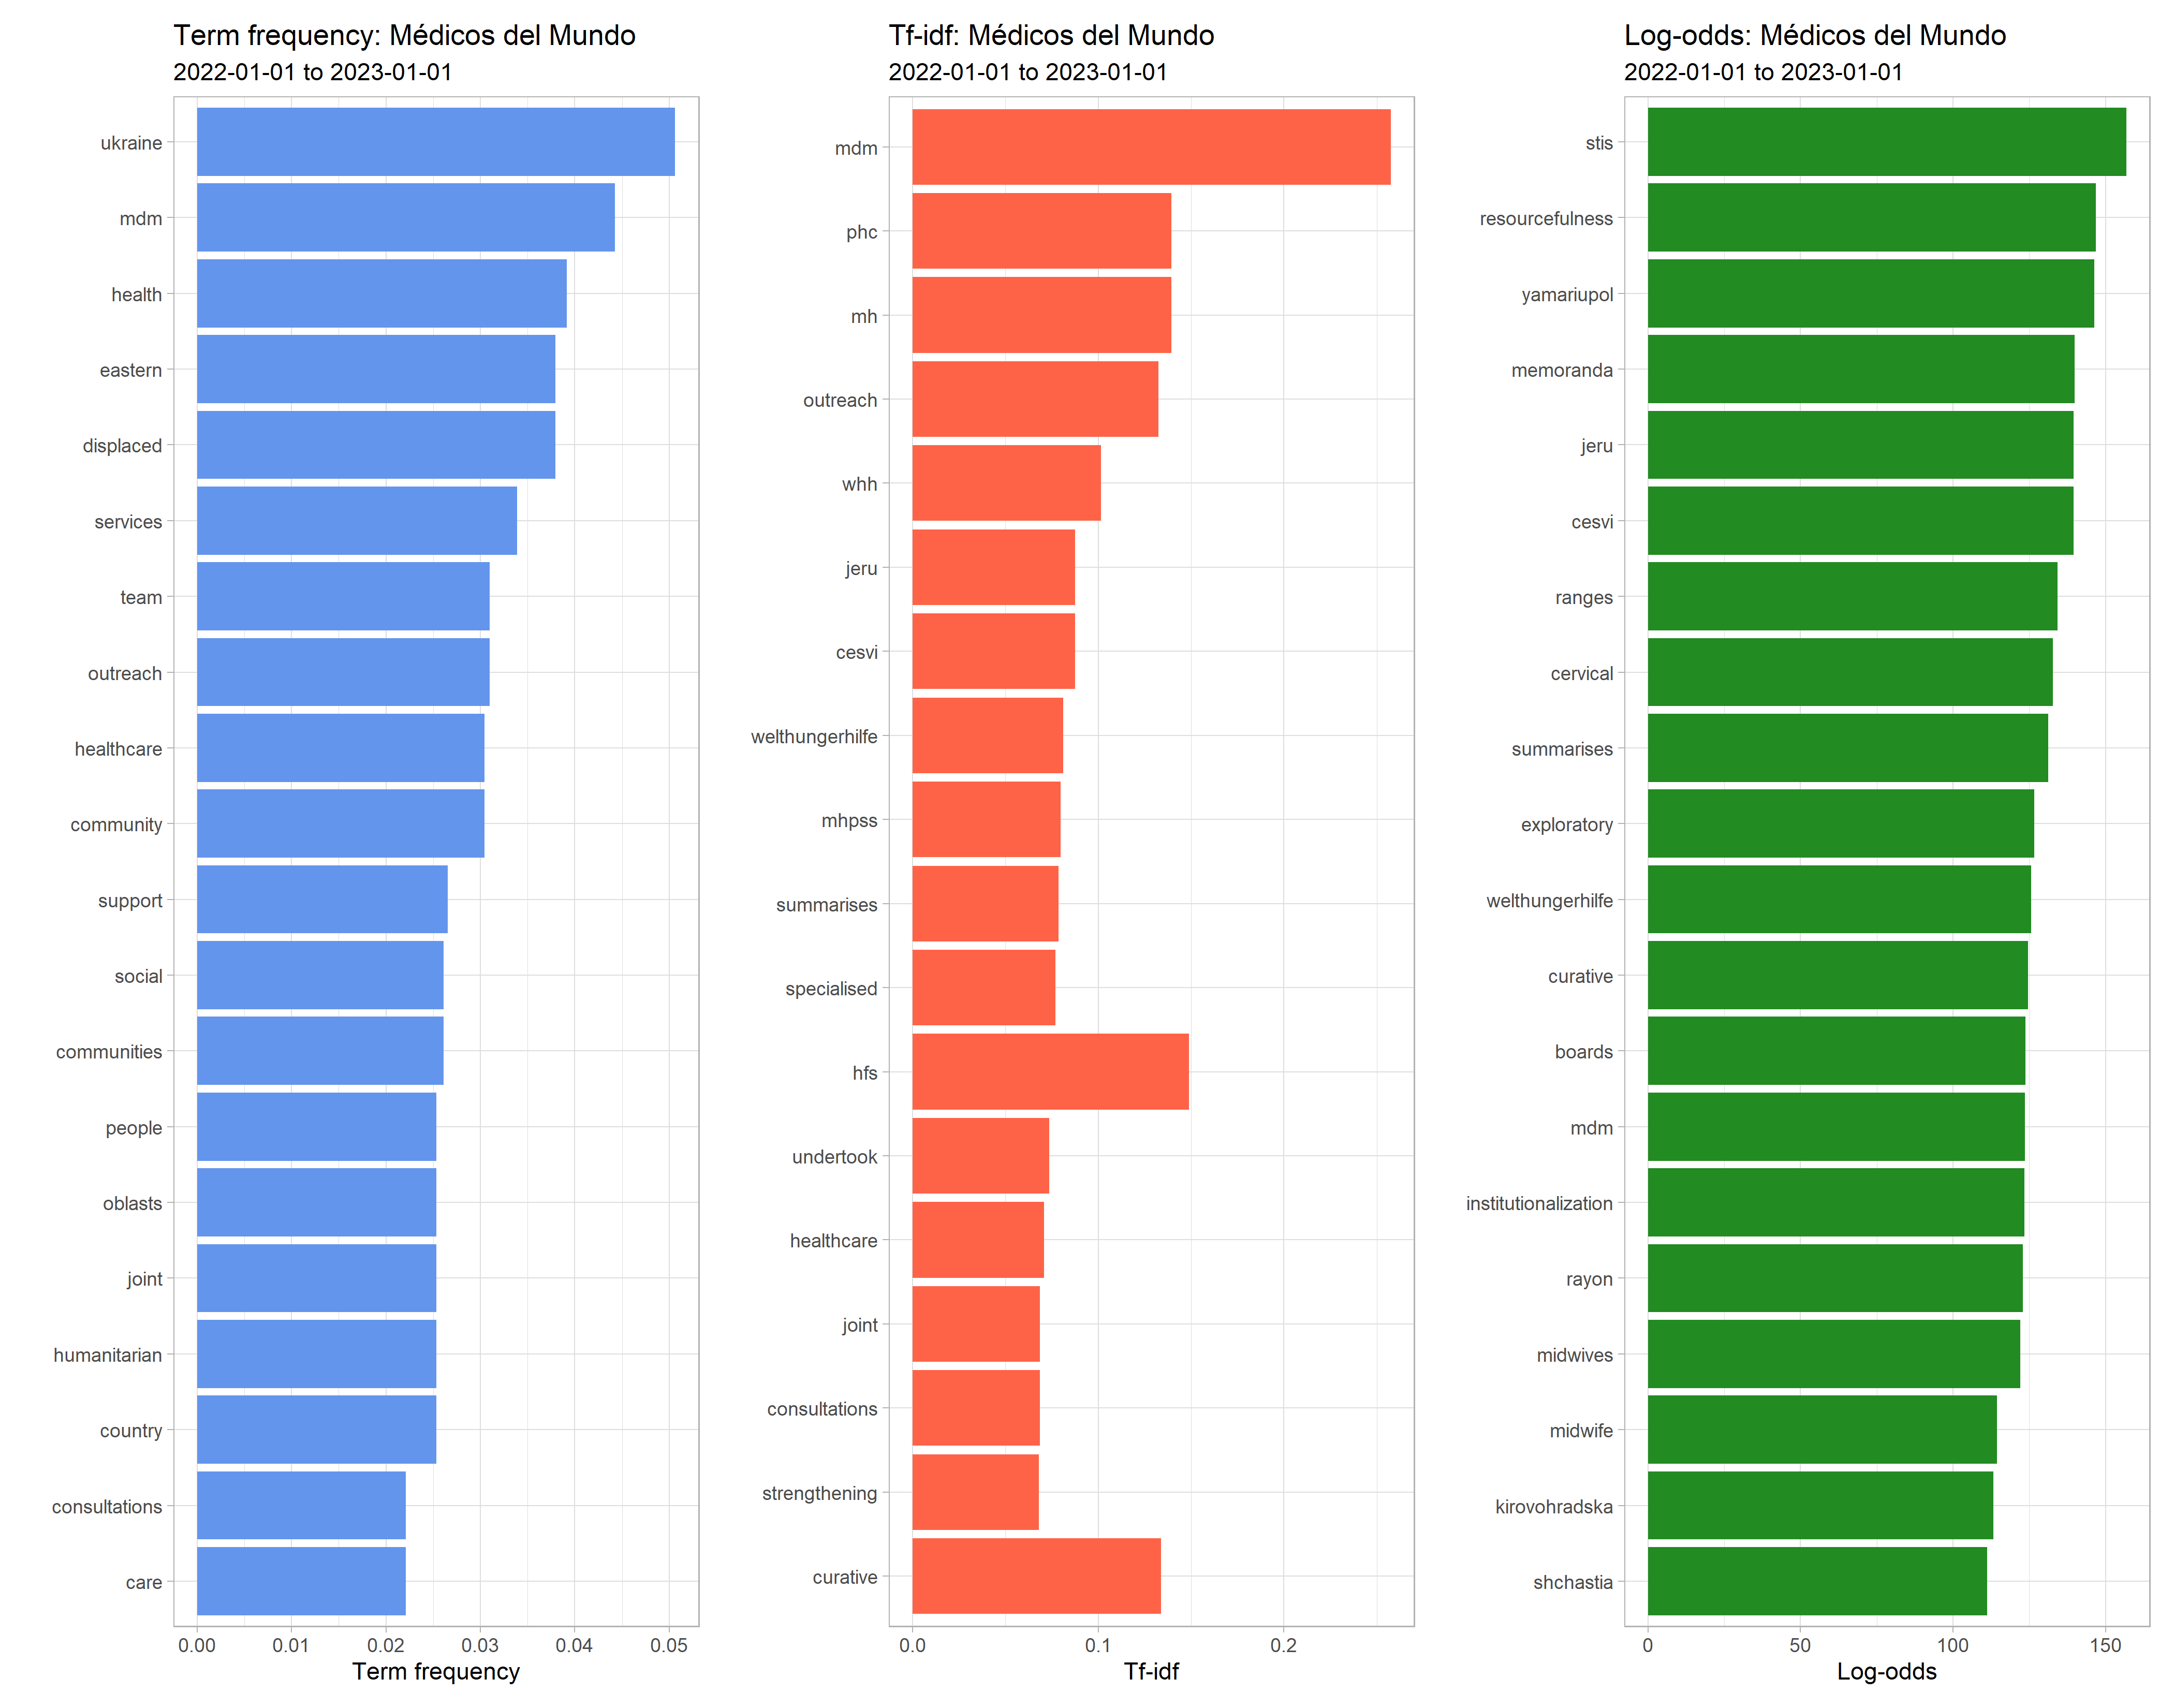 Term frequency: Médicos del Mundo
2022-01-01 to 2023-01-01
ukraine
mdm
health
eastern
displaced
services
team
outreach
healthcare
community
support
social
communities
people
oblasts
joint
humanitarian
country
consultations
care
0.00 0.01 0.02 0.03 0.04 0.05
Term frequency
Tf-idf: Médicos del Mundo
2022-01-01 to 2023-01-01
mdm
phc
mh
outreach
whh
jeru
cesvi
welthungerhilfe
mhpss
summarises
specialised
hfs
undertook
healthcare
joint
consultations
strengthening
curative
0.0 0.1 0.2
Tf-idf
Log-odds: Médicos del Mundo
2022-01-01 to 2023-01-01
stis
resourcefulness
yamariupol
memoranda
jeru
cesvi
ranges
cervical
summarises
exploratory
welthungerhilfe
curative
boards
mdm
institutionalization
rayon
midwives
midwife
kirovohradska
shchastia
0 50 100 150
Log-odds